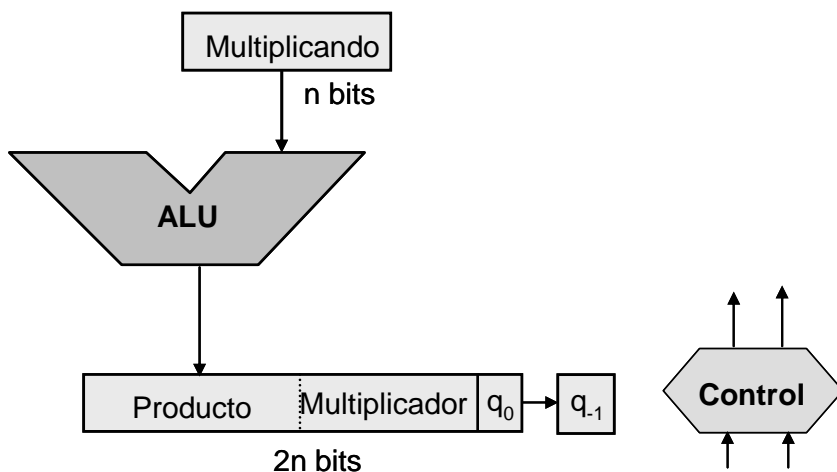 Multiplicando
n bits
ALU
Producto
Multiplicador
q₀
q₋₁
Control
2n bits